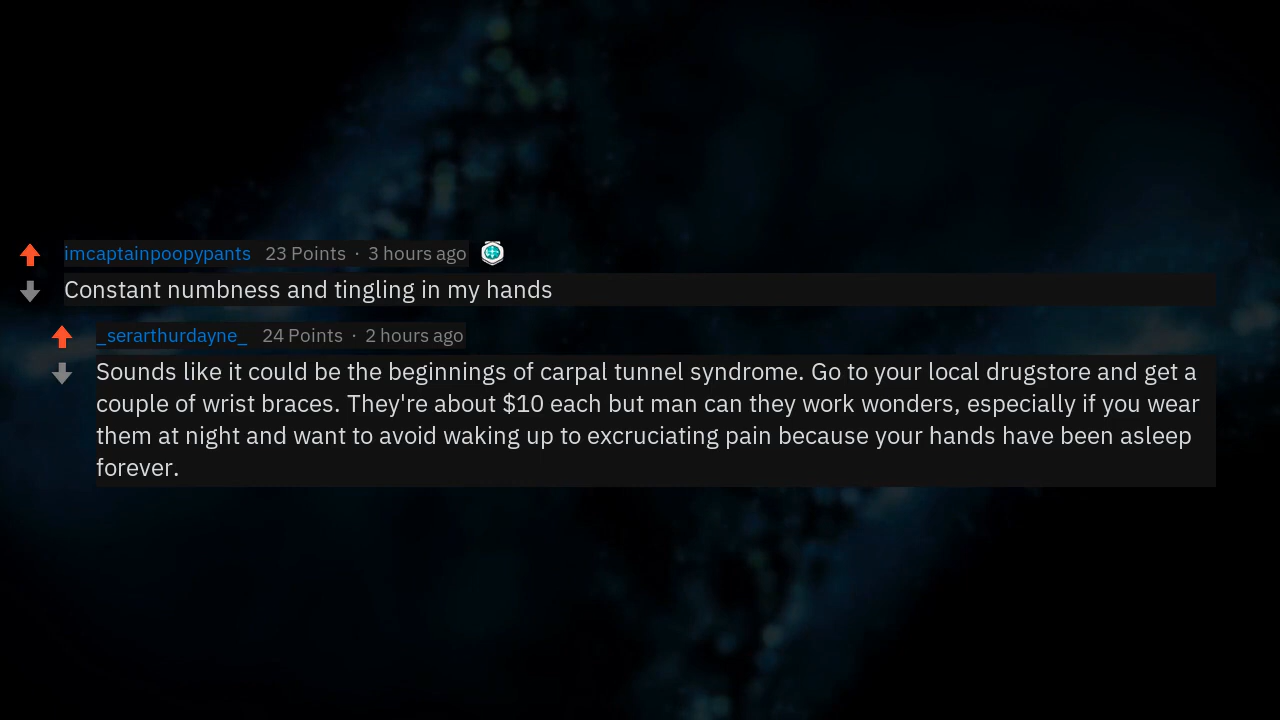 imcaptainpoopypants 23 Points · 3 hours ago
Constant numbness and tingling in my hands
_serarthurdayne_ 24 Points · 2 hours ago
Sounds like it could be the beginnings of carpal tunnel syndrome. Go to your local drugstore and get a
couple of wrist braces. They're about $10 each but man can they work wonders, especially if you wear
them at night and want to avoid waking up to excruciating pain because your hands have been asleep
forever.